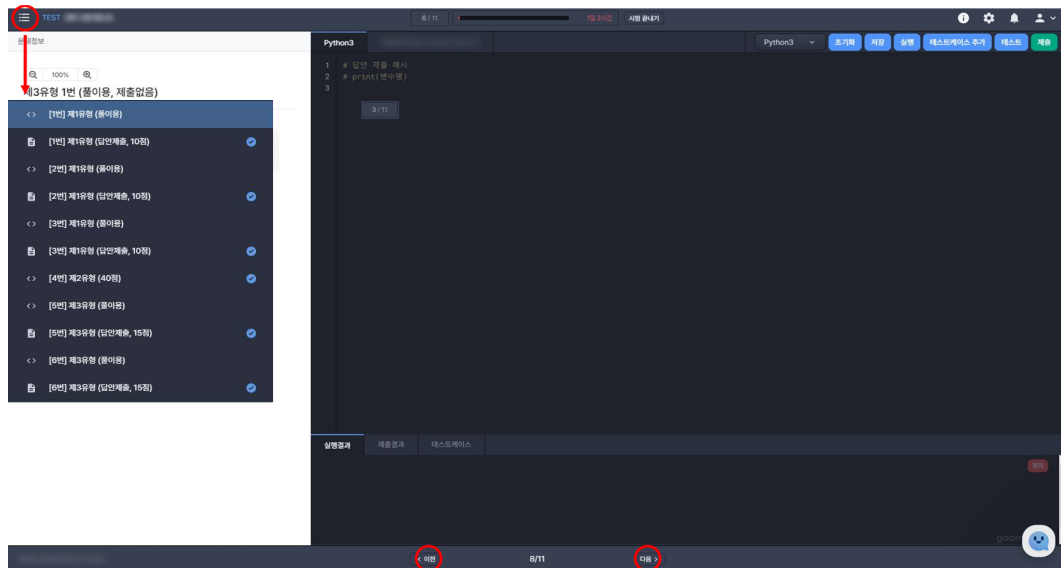 TEST
6 / 11
1일 2시간
시험 끝내기
문제정보
100%
제3유형 1번 (풀이용, 제출없음)
[1번] 제1유형 (풀이용)
[1번] 제1유형 (답안제출, 10점)
[2번] 제1유형 (풀이용)
[2번] 제1유형 (답안제출, 10점)
[3번] 제1유형 (풀이용)
[3번] 제1유형 (답안제출, 10점)
[4번] 제2유형 (40점)
[5번] 제3유형 (풀이용)
[5번] 제3유형 (답안제출, 15점)
[6번] 제3유형 (풀이용)
[6번] 제3유형 (답안제출, 15점)
Python3
Python3
초기화
저장
실행
테스트케이스 추가
테스트
제출
1 # 답안 제출 예시
2 # print(변수명)
3
3 / 11
실행결과
제출결과
테스트케이스
정지
goorm
< 이전
8/11
다음 >